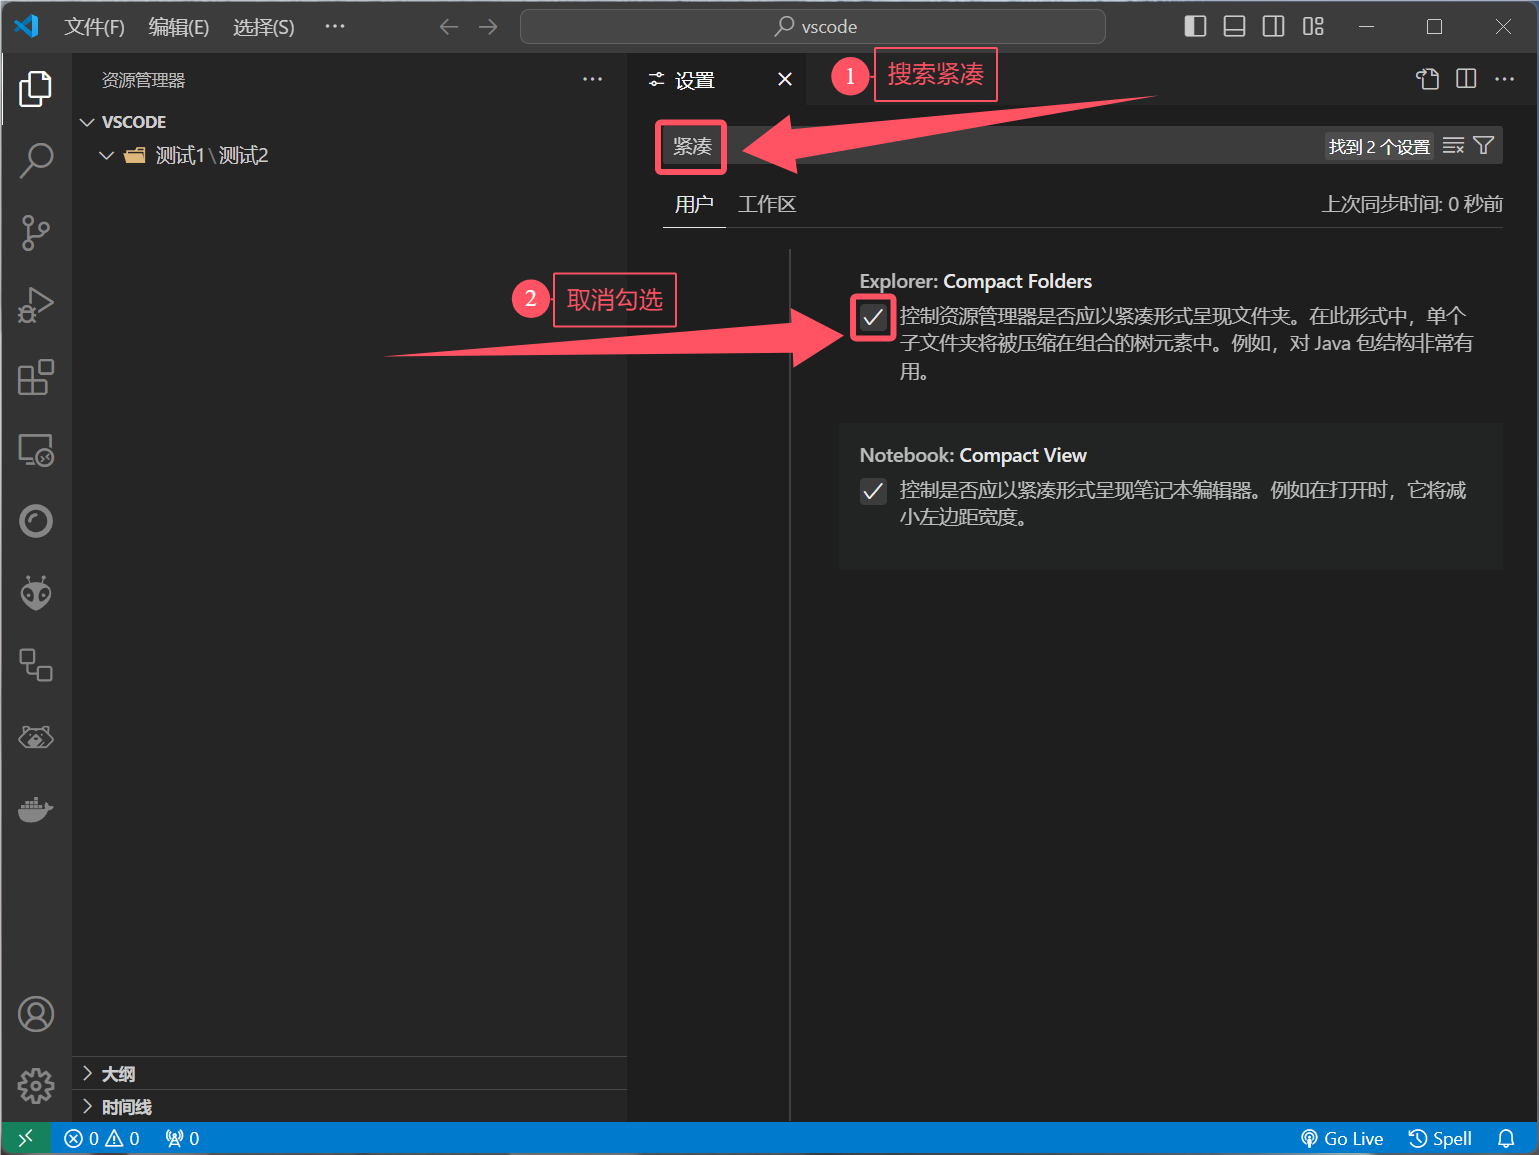 文件(F) 编辑(E) 选择(S) ··· vscode
资源管理器 ···
设置
1 搜索紧凑
VSCODE
测试1\测试2
紧凑
找到 2 个设置
用户 工作区
上次同步时间: 0 秒前
2 取消勾选
Explorer: Compact Folders
控制资源管理器是否应以紧凑形式呈现文件夹。在此形式中，单个
子文件夹将被压缩在组合的树元素中。例如，对 Java 包结构非常有
用。
Notebook: Compact View
控制是否应以紧凑形式呈现笔记本编辑器。例如在打开时，它将减
小左边距宽度。
大纲
时间线
0 0 0 Go Live Spell